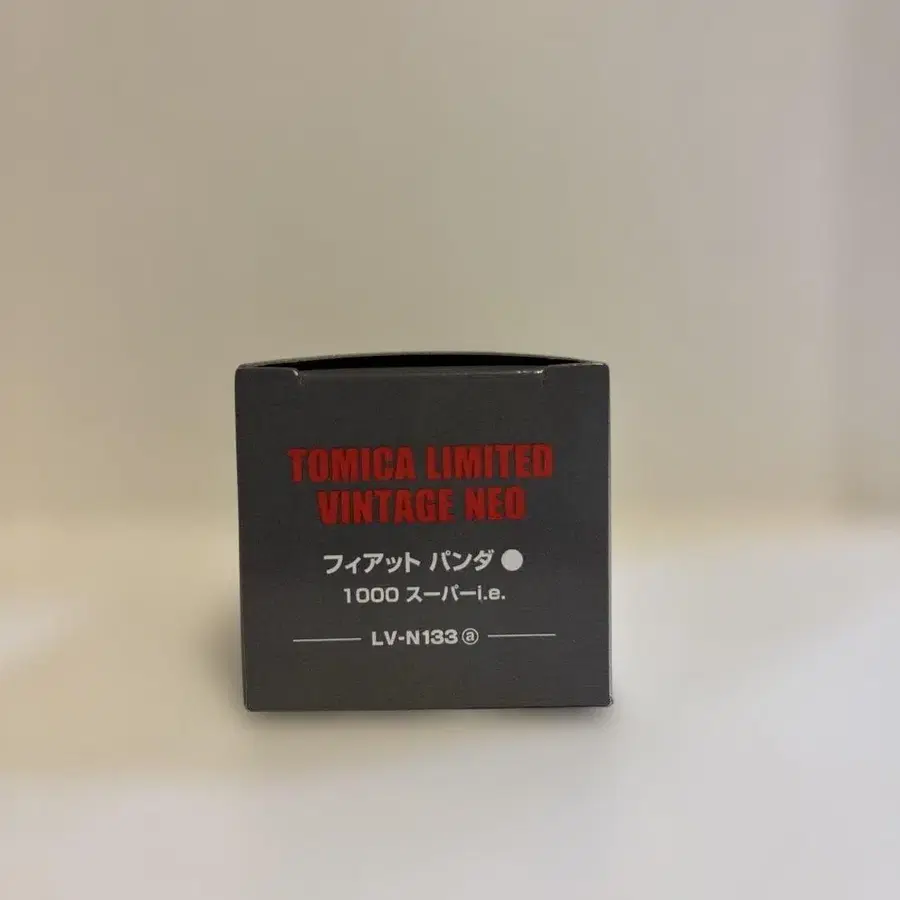 TOMICA LIMITED
VINTAGE NEO
フィアット パンダ ●
1000 スーパーi.e.
LV-N133 ⓐ